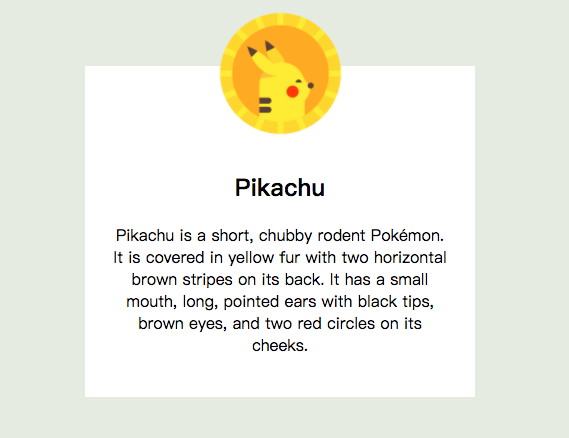 Pikachu
Pikachu is a short, chubby rodent Pokémon.
It is covered in yellow fur with two horizontal
brown stripes on its back. It has a small
mouth, long, pointed ears with black tips,
brown eyes, and two red circles on its
cheeks.